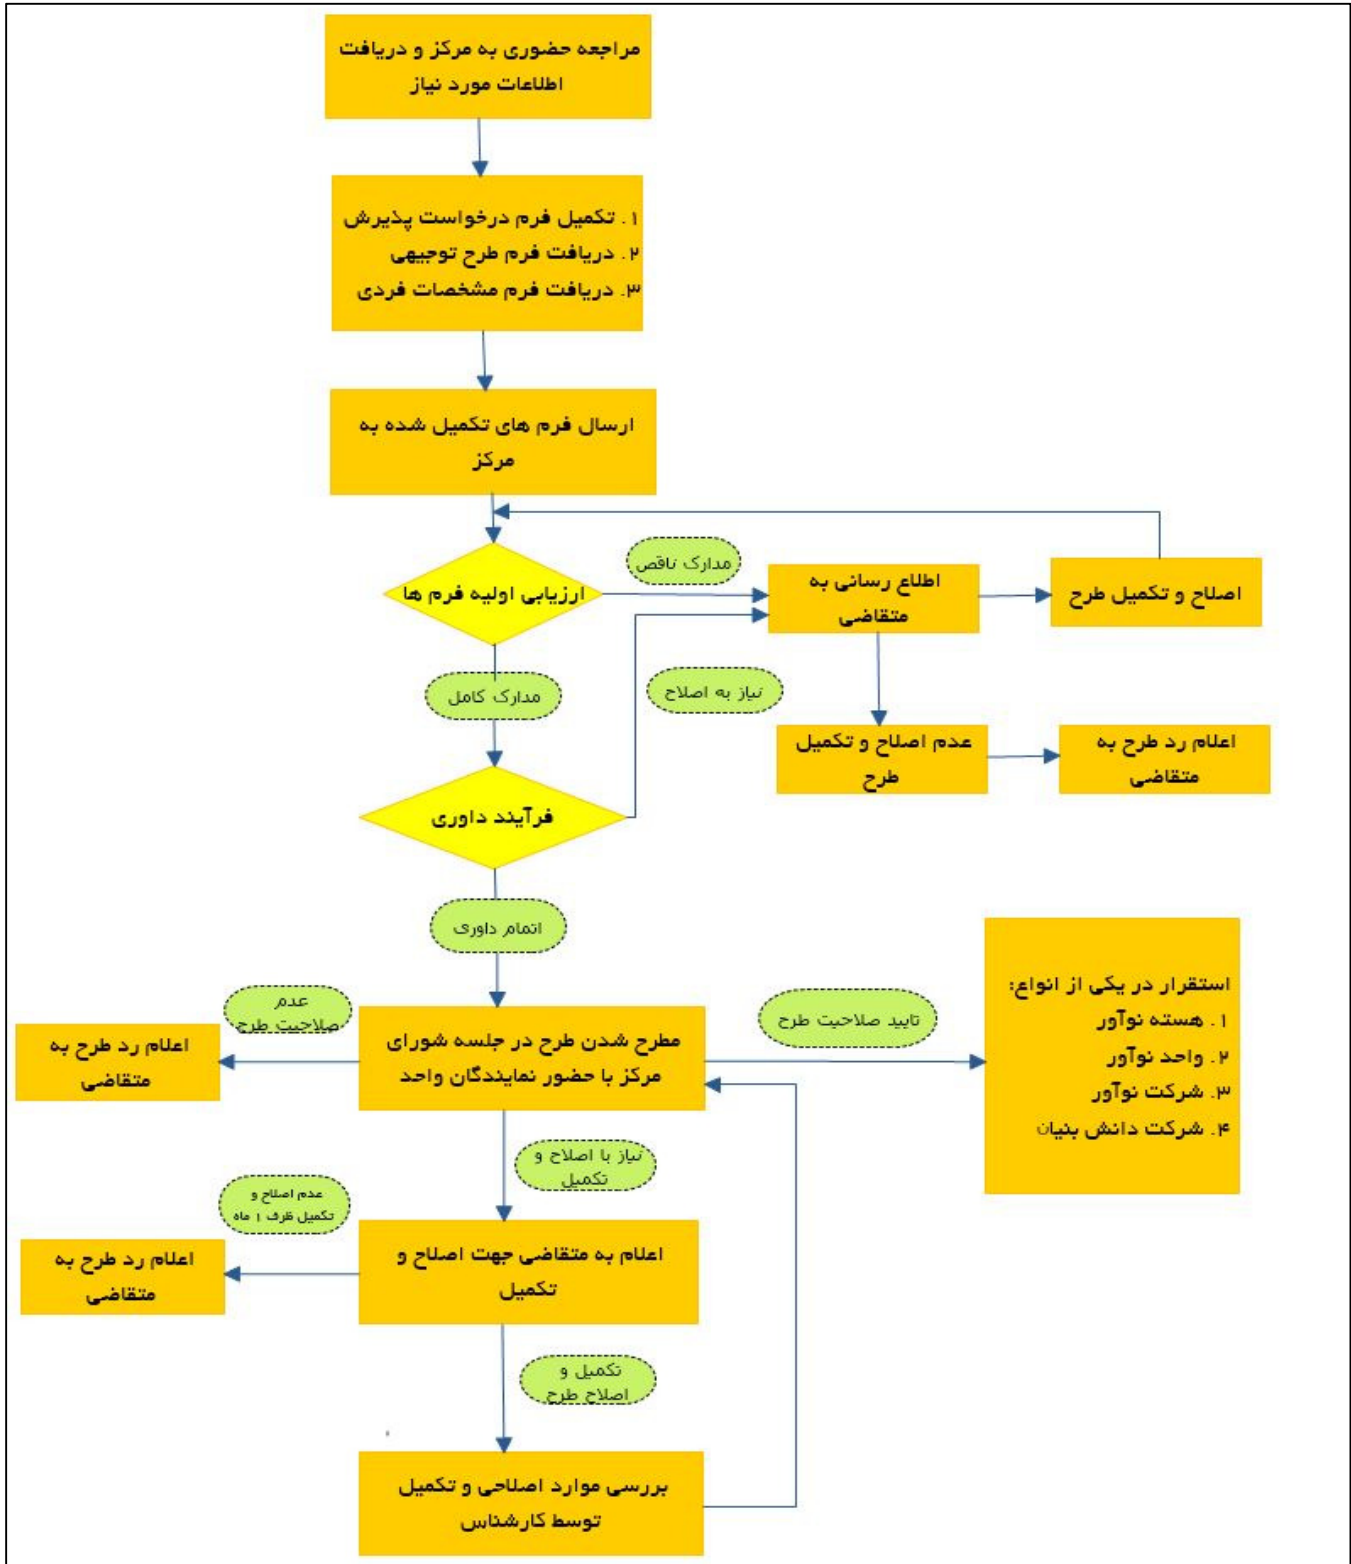 مراجعه حضوری به مرکز و دریافت
اطلاعات مورد نیاز
۱. تکمیل فرم درخواست پذیرش
۲. دریافت فرم طرح توجیهی
۳. دریافت فرم مشخصات فردی
ارسال فرم های تکمیل شده به
مرکز
مدارک ناقص
ارزیابی اولیه فرم ها
اطلاع رسانی به
متقاضی
اصلاح و تکمیل طرح
مدارک کامل
نیاز به اصلاح
عدم اصلاح و تکمیل
طرح
اعلام رد طرح به
متقاضی
فرآیند داوری
اتمام داوری
استقرار در یکی از انواع:
۱. هسته نوآور
۲. واحد نوآور
۳. شرکت نوآور
۴. شرکت دانش بنیان
تایید صلاحیت طرح
عدم
صلاحیت طرح
مطرح شدن طرح در جلسه شورای
مرکز با حضور نمایندگان واحد
اعلام رد طرح به
متقاضی
نیاز با اصلاح و
تکمیل
عدم اصلاح و
تکمیل ظرف ۱ ماه
اعلام به متقاضی جهت اصلاح و
تکمیل
اعلام رد طرح به
متقاضی
تکمیل و
اصلاح طرح
بررسی موارد اصلاحی و تکمیل
توسط کارشناس